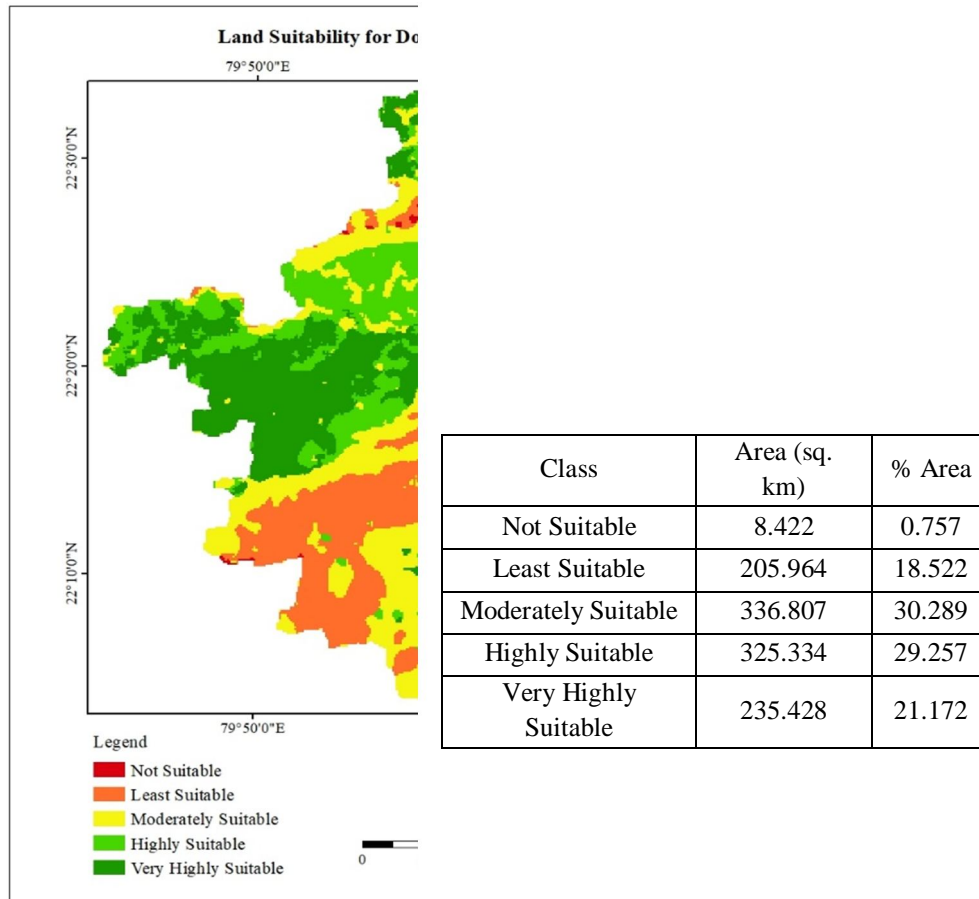 Land Suitability for Do
79°50'0"E
22°30'0"N
22°20'0"N
22°10'0"N
79°50'0"E
Legend
Not Suitable
Least Suitable
Moderately Suitable
Highly Suitable
Very Highly Suitable
0
Class Area (sq. km) % Area
Not Suitable 8.422 0.757
Least Suitable 205.964 18.522
Moderately Suitable 336.807 30.289
Highly Suitable 325.334 29.257
Very Highly Suitable 235.428 21.172